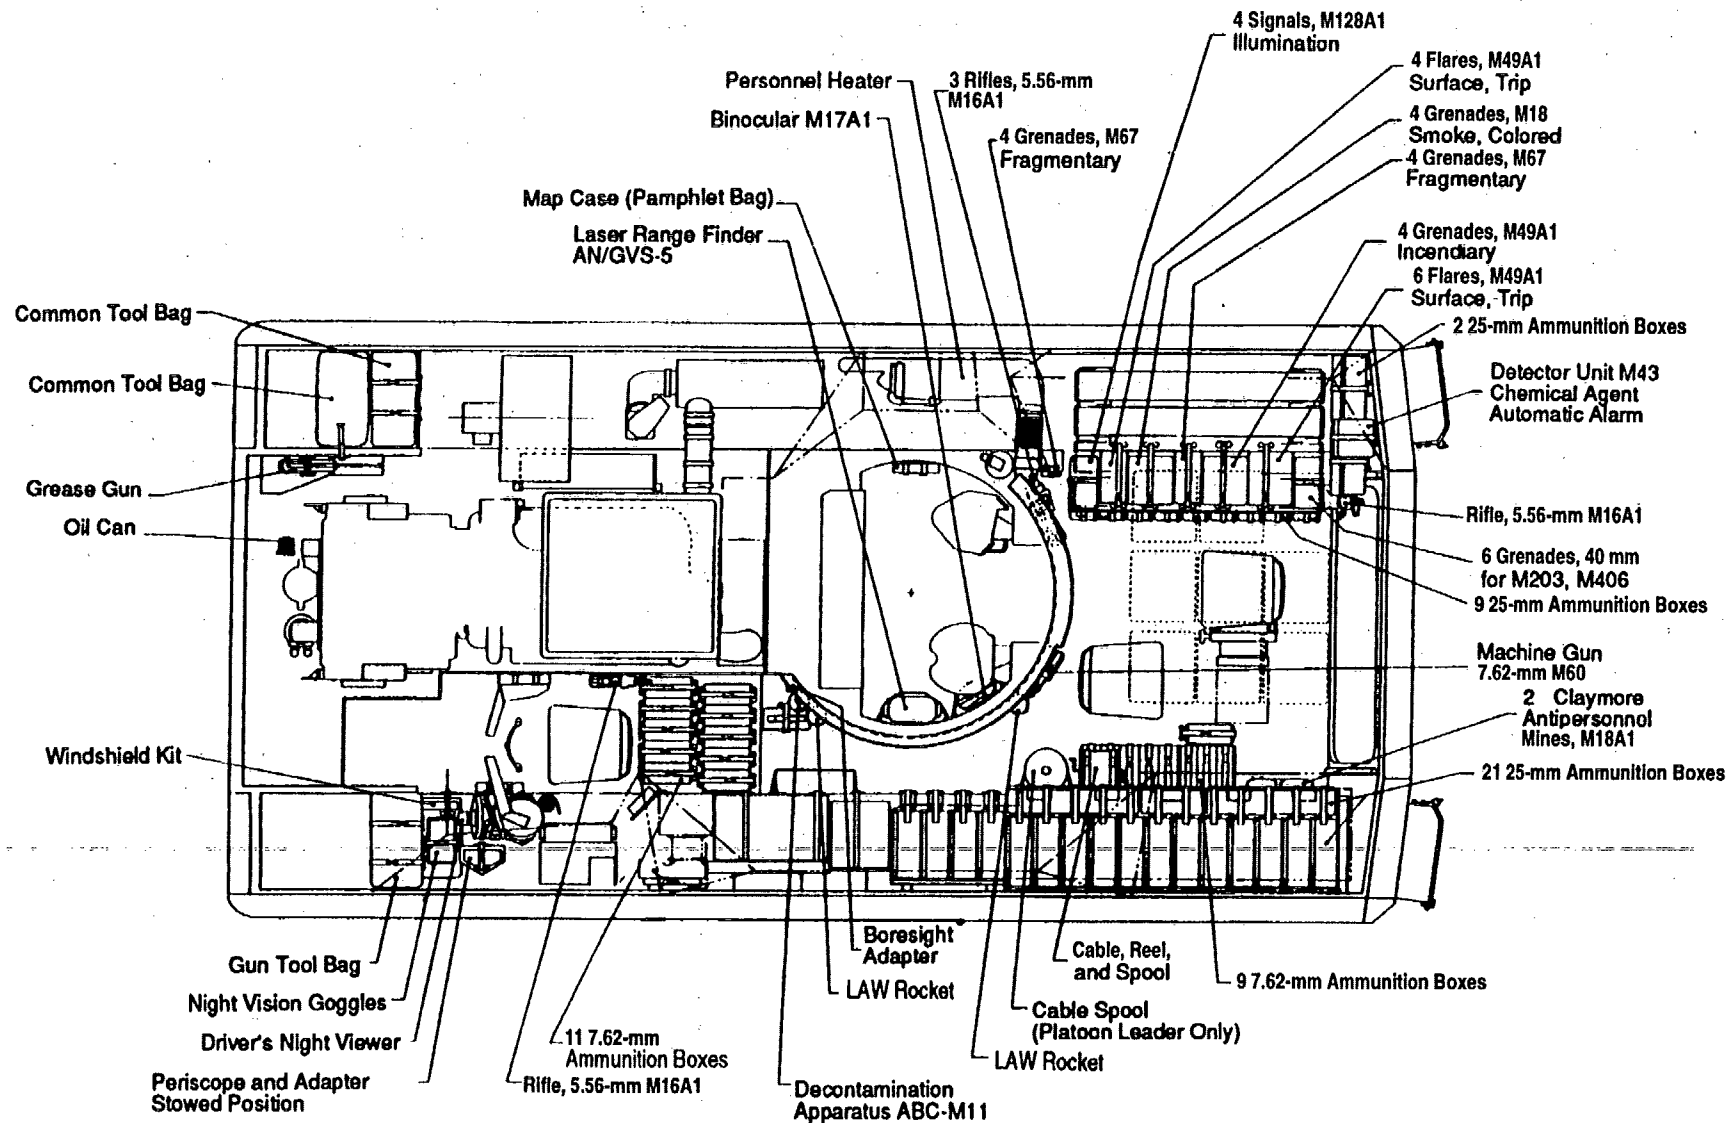 4 Signals, M128A1
Illumination
4 Flares, M49A1
Surface, Trip
Personnel Heater
3 Rifles, 5.56-mm
M16A1
4 Grenades, M18
Smoke, Colored
Binocular M17A1
4 Grenades, M67
Fragmentary
4 Grenades, M67
Fragmentary
Map Case (Pamphlet Bag)
Laser Range Finder
AN/GVS-5
4 Grenades, M49A1
Incendiary
6 Flares, M49A1
Surface, Trip
Common Tool Bag
2 25-mm Ammunition Boxes
Common Tool Bag
Detector Unit M43
Chemical Agent
Automatic Alarm
Grease Gun
Oil Can
Rifle, 5.56-mm M16A1
6 Grenades, 40 mm
for M203, M406
9 25-mm Ammunition Boxes
Machine Gun
7.62-mm M60
2 Claymore
Antipersonnol
Mines, M18A1
Windshield Kit
21 25-mm Ammunition Boxes
Gun Tool Bag
Boresight
Adapter
Cable, Reel,
and Spool
9 7.62-mm Ammunition Boxes
Night Vision Goggles
LAW Rocket
Cable Spool
(Platoon Leader Only)
Driver's Night Viewer
11 7.62-mm
Ammunition Boxes
LAW Rocket
Periscope and Adapter
Stowed Position
Rifle, 5.56-mm M16A1
Decontamination
Apparatus ABC-M11